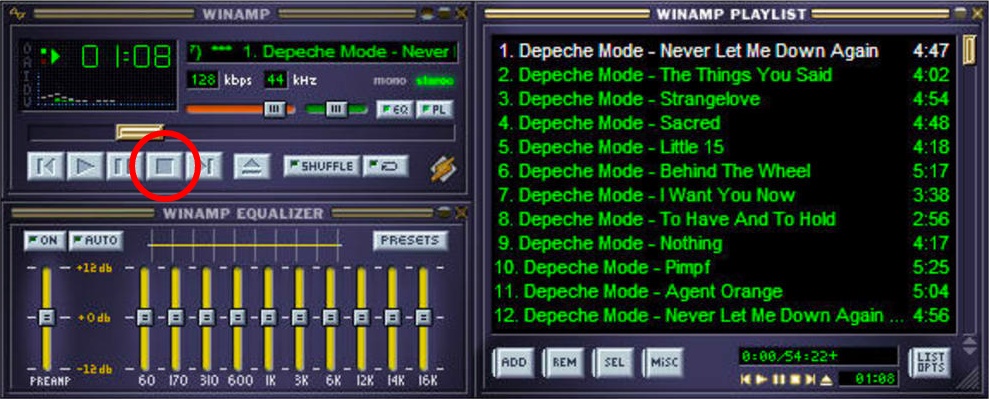 WINAMP
O
A
I
D
U
01:08
7) *** 1. Depeche Mode - Never
128 kbps 44 kHz mono stereo
EQ PL
SHUFFLE
WINAMP EQUALIZER
ON AUTO PRESETS
+12db
+0db
-12db
PREAMP 60 170 310 600 1K 3K 6K 12K 14K 16K
WINAMP PLAYLIST
1. Depeche Mode - Never Let Me Down Again 4:47
2. Depeche Mode - The Things You Said 4:02
3. Depeche Mode - Strangelove 4:54
4. Depeche Mode - Sacred 4:48
5. Depeche Mode - Little 15 4:18
6. Depeche Mode - Behind The Wheel 5:17
7. Depeche Mode - I Want You Now 3:38
8. Depeche Mode - To Have And To Hold 2:56
9. Depeche Mode - Nothing 4:17
10. Depeche Mode - Pimpf 5:25
11. Depeche Mode - Agent Orange 5:04
12. Depeche Mode - Never Let Me Down Again ... 4:56
ADD REM SEL MISC 0:00/54:22+ LIST
01:08 OPTS